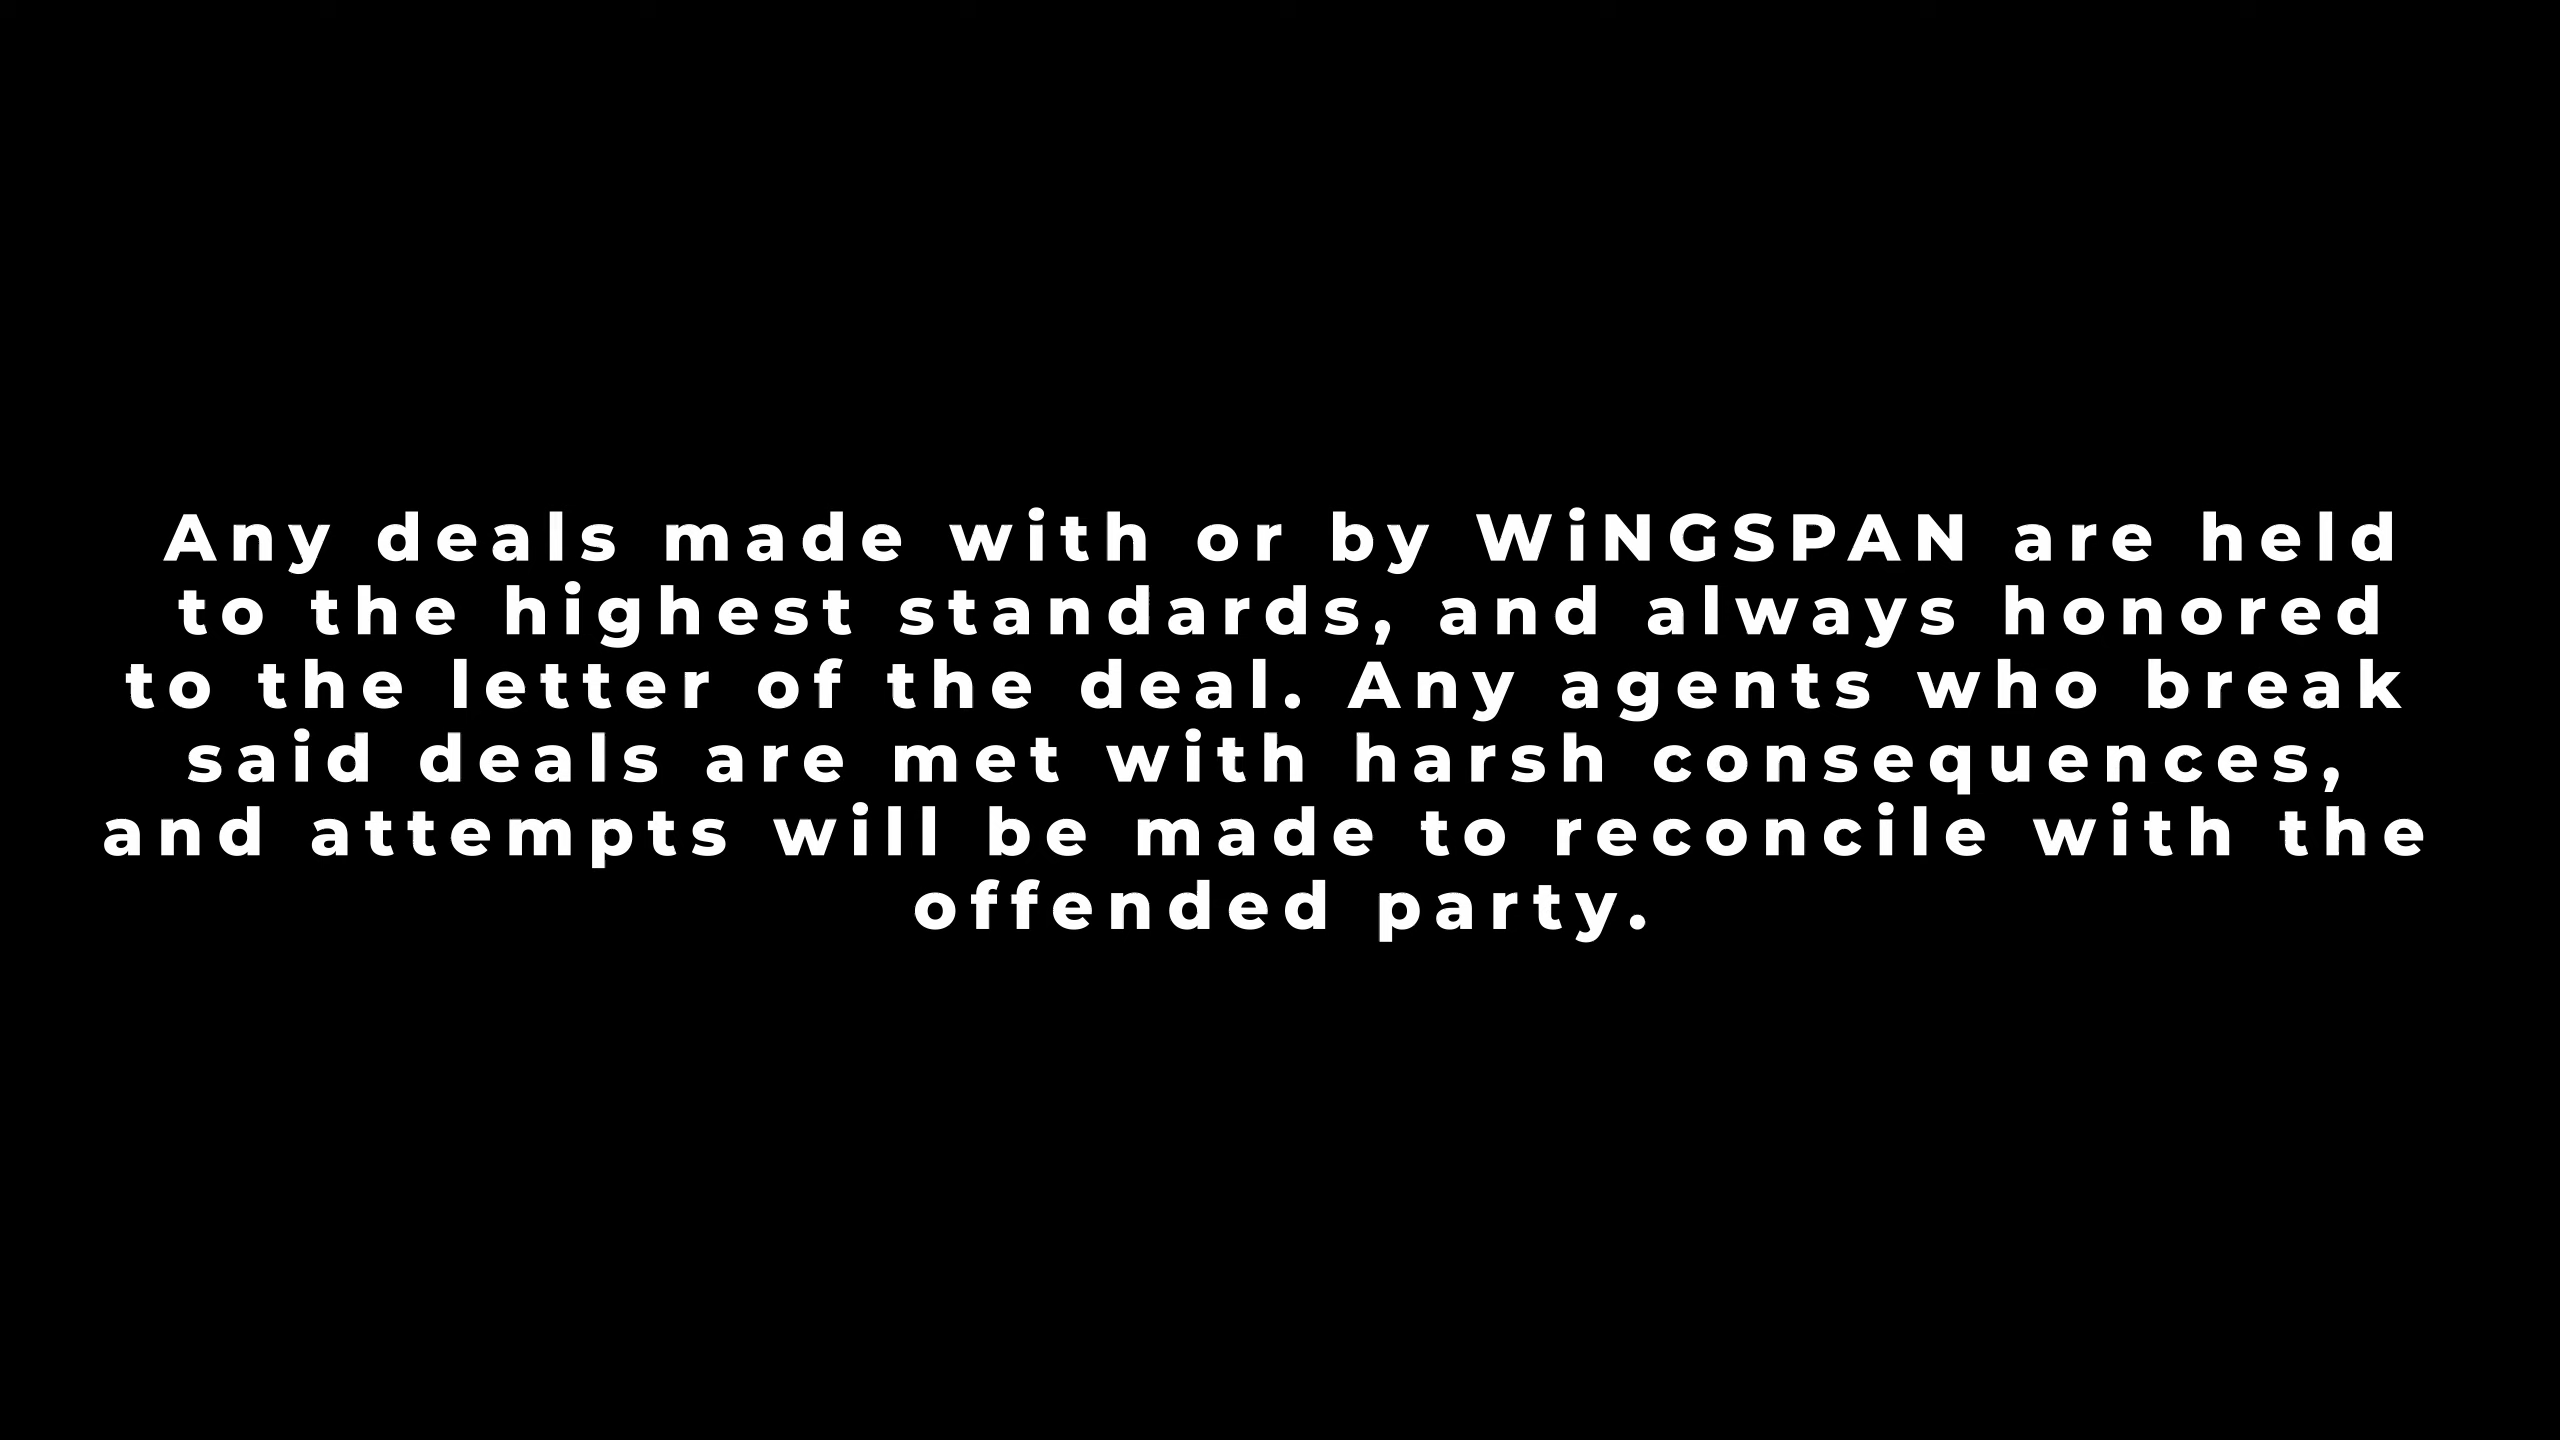 Any deals made with or by WiNGSPAN are held
to the highest standards, and always honored
to the letter of the deal. Any agents who break
said deals are met with harsh consequences,
and attempts will be made to reconcile with the
offended party.